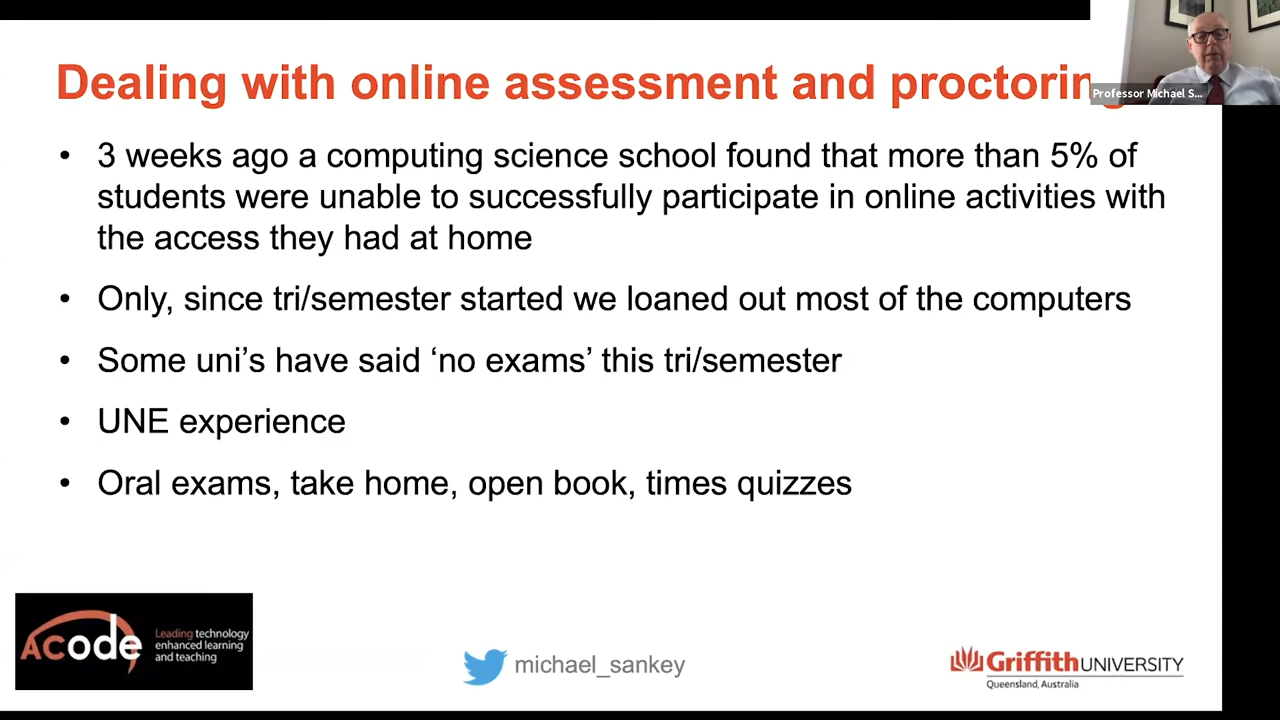 Dealing with online assessment and proctorin
Professor Michael S...
• 3 weeks ago a computing science school found that more than 5% of
students were unable to successfully participate in online activities with
the access they had at home
• Only, since tri/semester started we loaned out most of the computers
• Some uni's have said ‘no exams’ this tri/semester
• UNE experience
• Oral exams, take home, open book, times quizzes
ACode
Leading technology
enhanced learning
and teaching
michael_sankey
Griffith UNIVERSITY
Queensland, Australia